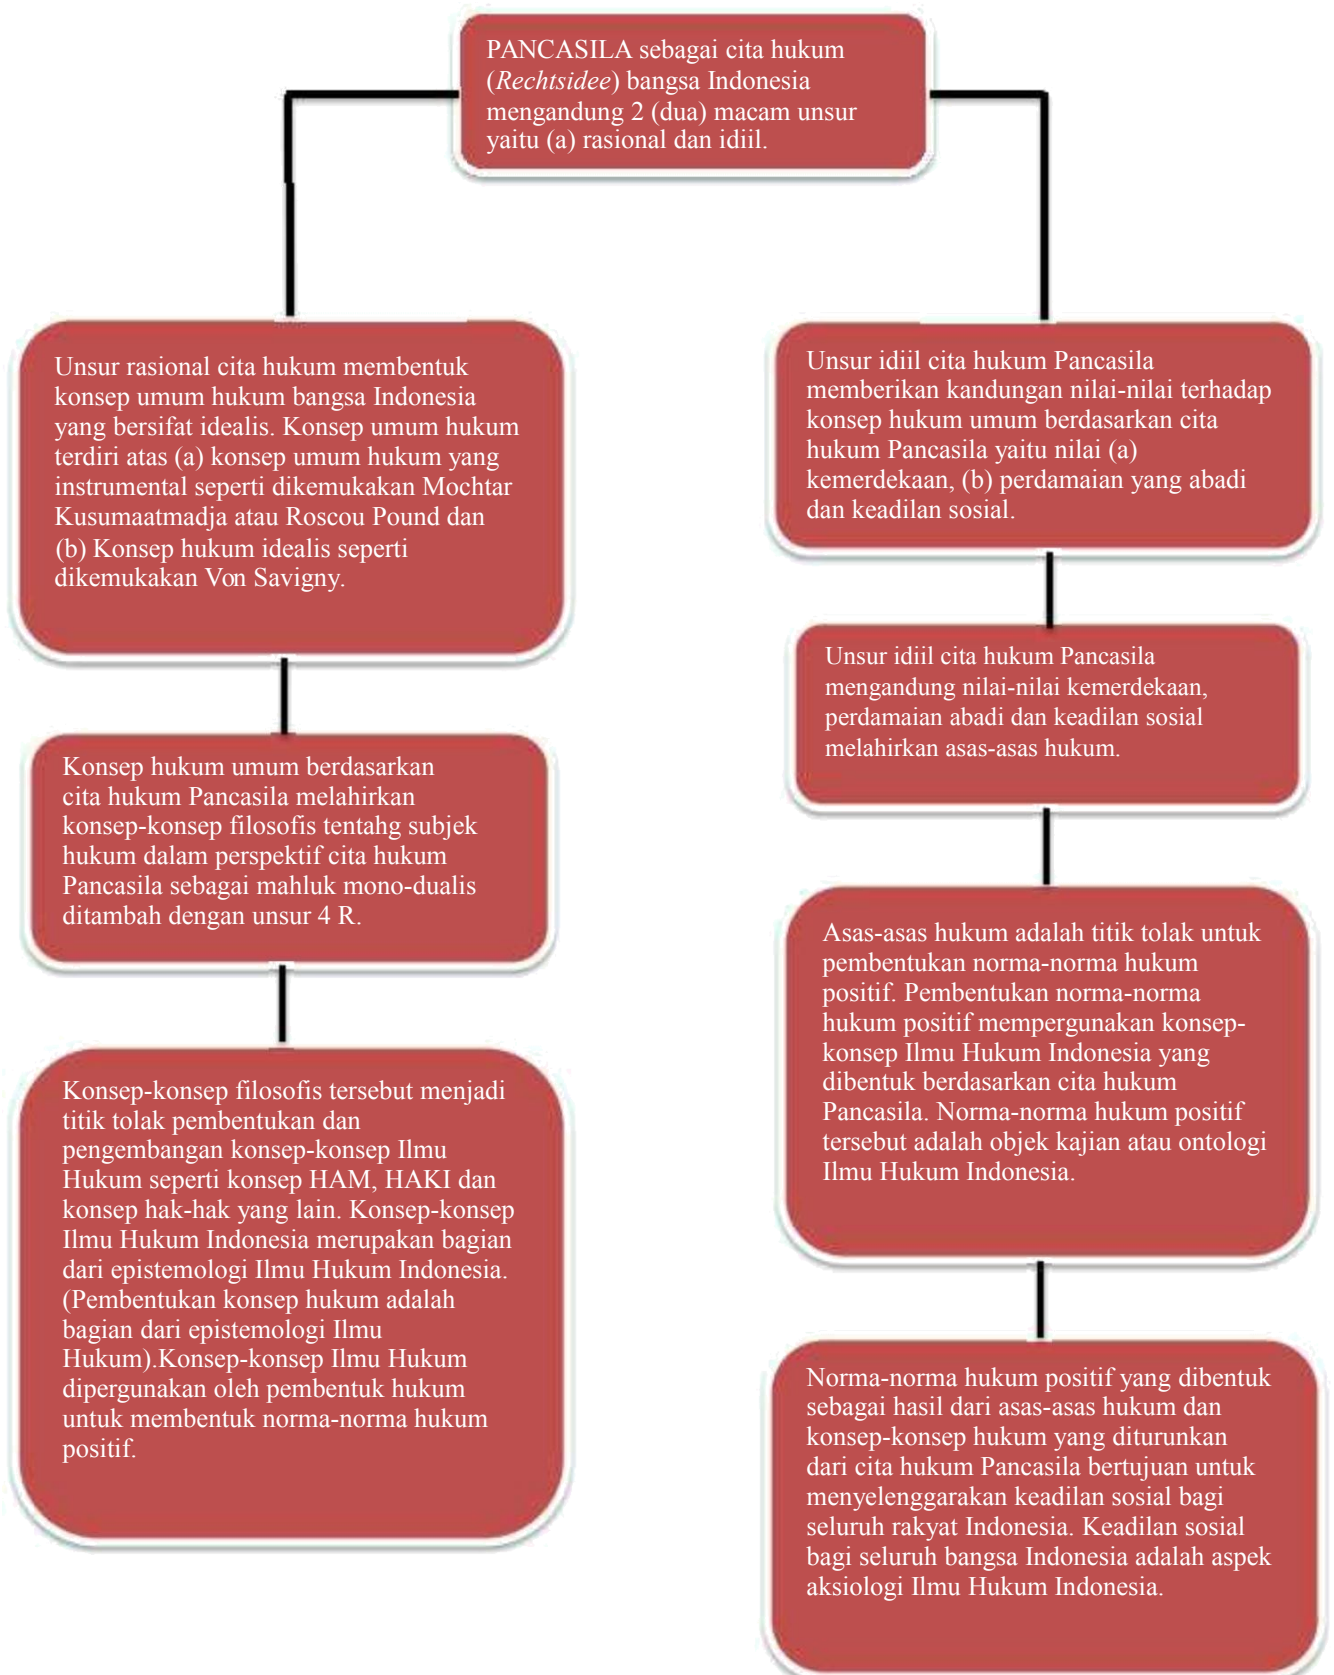 PANCASILA sebagai cita hukum
(Rechtsidee) bangsa Indonesia
mengandung 2 (dua) macam unsur
yaitu (a) rasional dan idiil.
Unsur rasional cita hukum membentuk
konsep umum hukum bangsa Indonesia
yang bersifat idealis. Konsep umum hukum
terdiri atas (a) konsep umum hukum yang
instrumental seperti dikemukakan Mochtar
Kusumaatmadja atau Roscou Pound dan
(b) Konsep hukum idealis seperti
dikemukakan Von Savigny.
Konsep hukum umum berdasarkan
cita hukum Pancasila melahirkan
konsep-konsep filosofis tentahg subjek
hukum dalam perspektif cita hukum
Pancasila sebagai mahluk mono-dualis
ditambah dengan unsur 4 R.
Konsep-konsep filosofis tersebut menjadi
titik tolak pembentukan dan
pengembangan konsep-konsep Ilmu
Hukum seperti konsep HAM, HAKI dan
konsep hak-hak yang lain. Konsep-konsep
Ilmu Hukum Indonesia merupakan bagian
dari epistemologi Ilmu Hukum Indonesia.
(Pembentukan konsep hukum adalah
bagian dari epistemologi Ilmu
Hukum).Konsep-konsep Ilmu Hukum
dipergunakan oleh pembentuk hukum
untuk membentuk norma-norma hukum
positif.
Unsur idiil cita hukum Pancasila
memberikan kandungan nilai-nilai terhadap
konsep hukum umum berdasarkan cita
hukum Pancasila yaitu nilai (a)
kemerdekaan, (b) perdamaian yang abadi
dan keadilan sosial.
Unsur idiil cita hukum Pancasila
mengandung nilai-nilai kemerdekaan,
perdamaian abadi dan keadilan sosial
melahirkan asas-asas hukum.
Asas-asas hukum adalah titik tolak untuk
pembentukan norma-norma hukum
positif. Pembentukan norma-norma
hukum positif mempergunakan konsep-
konsep Ilmu Hukum Indonesia yang
dibentuk berdasarkan cita hukum
Pancasila. Norma-norma hukum positif
tersebut adalah objek kajian atau ontologi
Ilmu Hukum Indonesia.
Norma-norma hukum positif yang dibentuk
sebagai hasil dari asas-asas hukum dan
konsep-konsep hukum yang diturunkan
dari cita hukum Pancasila bertujuan untuk
menyelenggarakan keadilan sosial bagi
seluruh rakyat Indonesia. Keadilan sosial
bagi seluruh bangsa Indonesia adalah aspek
aksiologi Ilmu Hukum Indonesia.